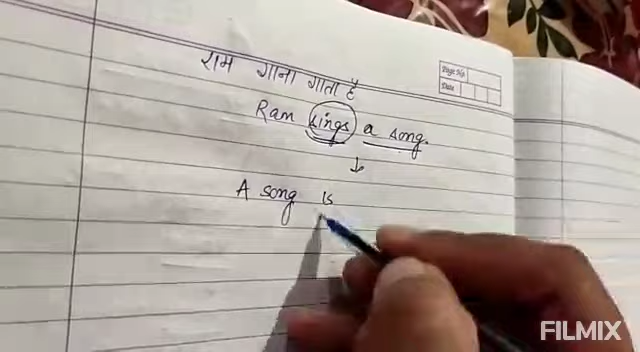 Page No.
Date
राम गाना गाता है
Ram sings a song.
A song is
FILMIX